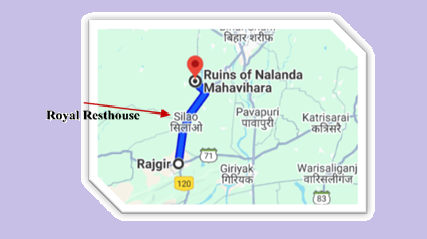 बिहार शरीफ़
Ruins of Nalanda
Mahavihara
Royal Resthouse
Silao
सिलाओ
Pavapuri
पावापुरी
Katrisarai
कत्रिसरै
Rajgir
71
Giriyak
गिरियक
Warisaliganj
वारिसलीगंज
120
83